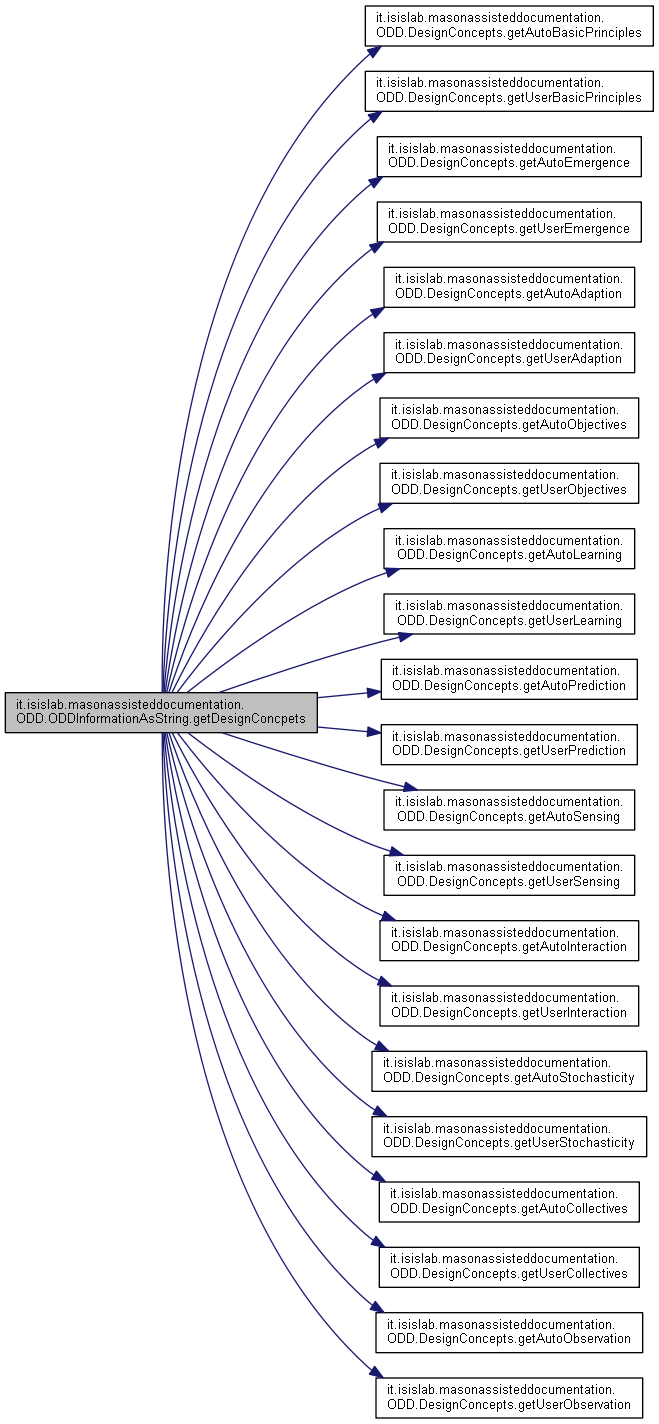 it.isislab.masonassisteddocumentation.
ODD.DesignConcepts.getAutoBasicPrinciples
it.isislab.masonassisteddocumentation.
ODD.DesignConcepts.getUserBasicPrinciples
it.isislab.masonassisteddocumentation.
ODD.DesignConcepts.getAutoEmergence
it.isislab.masonassisteddocumentation.
ODD.DesignConcepts.getUserEmergence
it.isislab.masonassisteddocumentation.
ODD.DesignConcepts.getAutoAdaption
it.isislab.masonassisteddocumentation.
ODD.DesignConcepts.getUserAdaption
it.isislab.masonassisteddocumentation.
ODD.DesignConcepts.getAutoObjectives
it.isislab.masonassisteddocumentation.
ODD.DesignConcepts.getUserObjectives
it.isislab.masonassisteddocumentation.
ODD.DesignConcepts.getAutoLearning
it.isislab.masonassisteddocumentation.
ODD.DesignConcepts.getUserLearning
it.isislab.masonassisteddocumentation.
ODD.DesignConcepts.getAutoPrediction
it.isislab.masonassisteddocumentation.
ODD.ODDInformationAsString.getDesignConcpets
it.isislab.masonassisteddocumentation.
ODD.DesignConcepts.getUserPrediction
it.isislab.masonassisteddocumentation.
ODD.DesignConcepts.getAutoSensing
it.isislab.masonassisteddocumentation.
ODD.DesignConcepts.getUserSensing
it.isislab.masonassisteddocumentation.
ODD.DesignConcepts.getAutoInteraction
it.isislab.masonassisteddocumentation.
ODD.DesignConcepts.getUserInteraction
it.isislab.masonassisteddocumentation.
ODD.DesignConcepts.getAutoStochasticity
it.isislab.masonassisteddocumentation.
ODD.DesignConcepts.getUserStochasticity
it.isislab.masonassisteddocumentation.
ODD.DesignConcepts.getAutoCollectives
it.isislab.masonassisteddocumentation.
ODD.DesignConcepts.getUserCollectives
it.isislab.masonassisteddocumentation.
ODD.DesignConcepts.getAutoObservation
it.isislab.masonassisteddocumentation.
ODD.DesignConcepts.getUserObservation